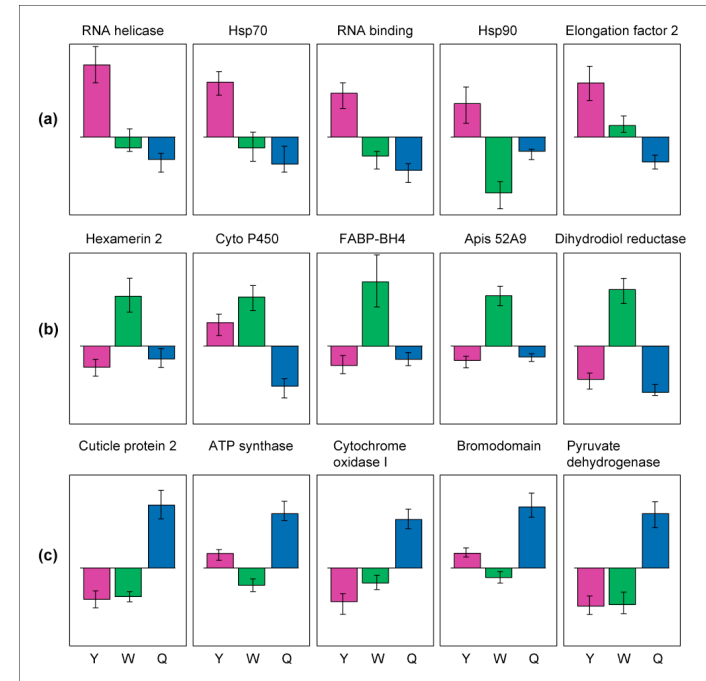 RNA helicase Hsp70 RNA binding Hsp90 Elongation factor 2
(a)
Hexamerin 2 Cyto P450 FABP-BH4 Apis 52A9 Dihydrodiol reductase
(b)
Cuticle protein 2 ATP synthase Cytochrome Bromodomain Pyruvate
oxidase I dehydrogenase
(c)
Y W Q Y W Q Y W Q Y W Q Y W Q